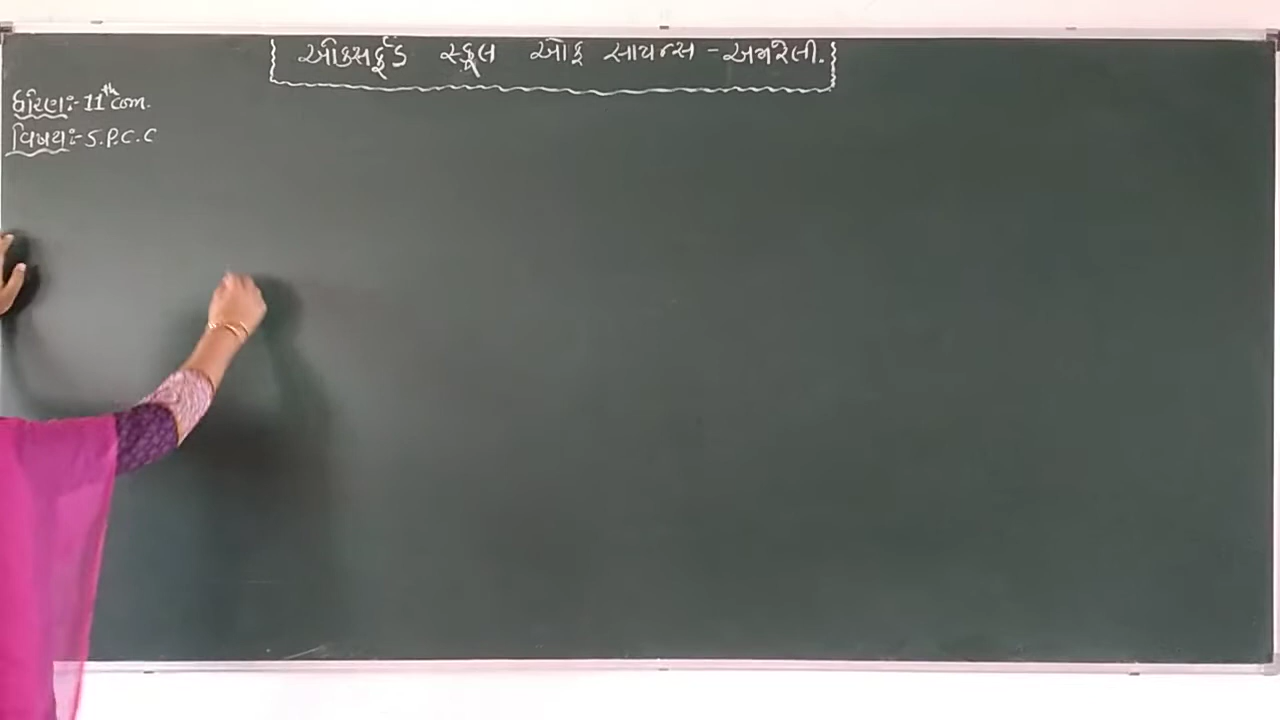 ઓક્સફર્ડ સ્કૂલ ઓફ સાયન્સ - અમરેલી.
ધોરણ:- 11th com.
વિષય:- S.P.C.C